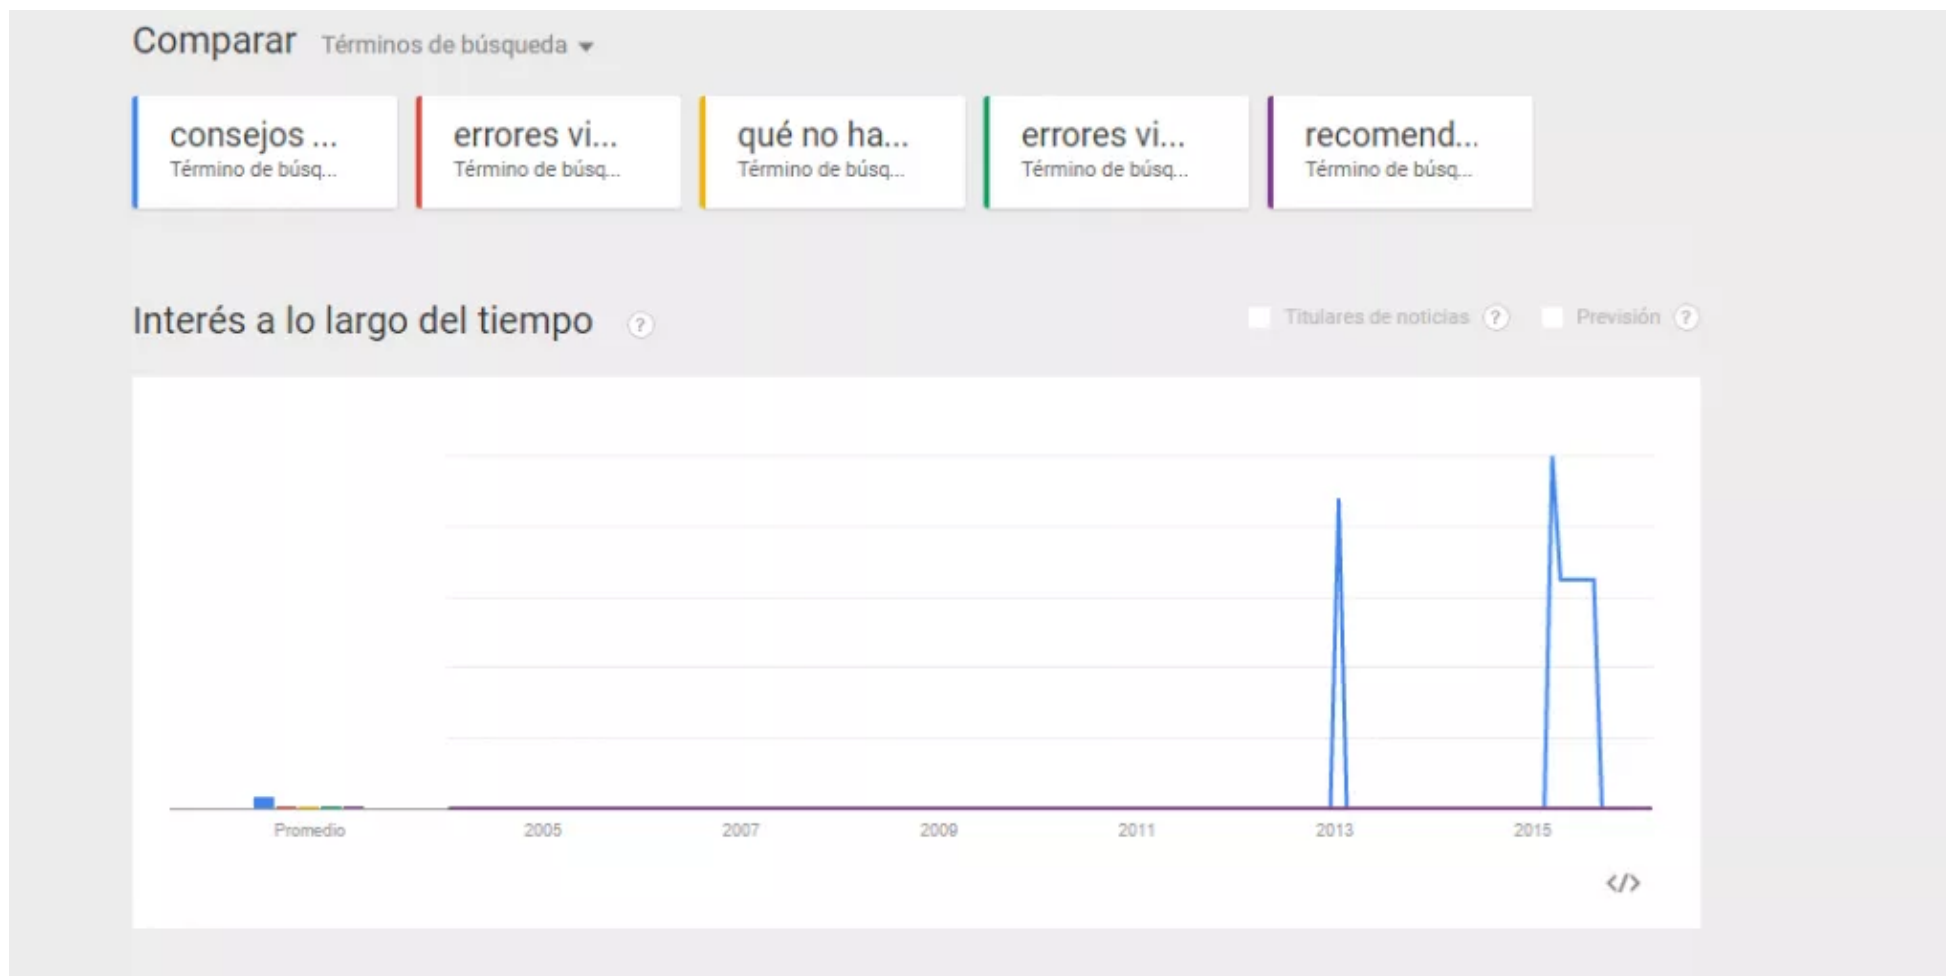 Comparar Términos de búsqueda
consejos ... errores vi... qué no ha... errores vi... recomend...
Término de búsq... Término de búsq... Término de búsq... Término de búsq... Término de búsq...
Interés a lo largo del tiempo ? Titulares de noticias ? Previsión ?
Promedio 2005 2007 2009 2011 2013 2015
</>